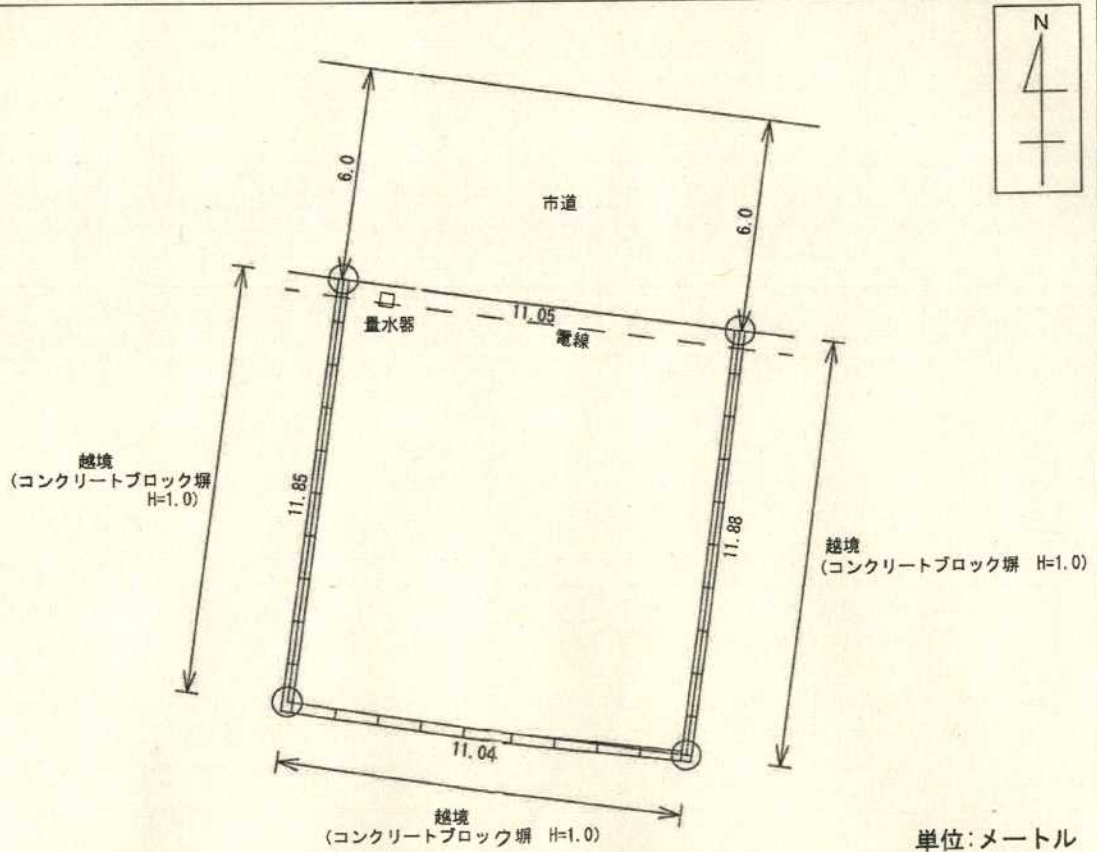 N
6.0
市道
6.0
量水器
11.05
電線
越境
(コンクリートブロック塀
H=1.0)
11.85
11.88
越境
(コンクリートブロック塀 H=1.0)
11.04
越境
(コンクリートブロック塀 H=1.0)
単位:メートル